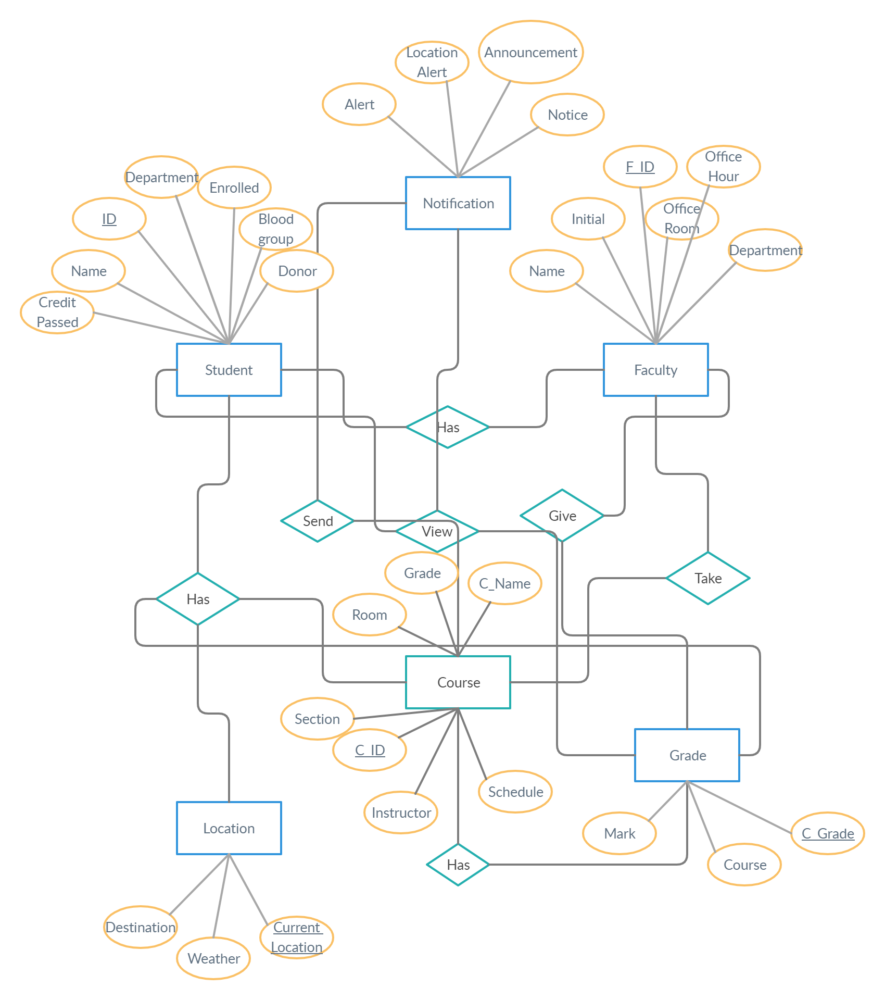 Announcement
Location
Alert
Alert
Notice
F_ID
Office
Hour
Department
Enrolled
Notification
ID
Blood
group
Initial
Office
Room
Department
Name
Donor
Name
Credit
Passed
Student
Faculty
Has
Send
View
Give
Grade
C_Name
Take
Has
Room
Course
Section
C_ID
Grade
Schedule
Instructor
Location
Mark
C_Grade
Has
Course
Destination
Current
Location
Weather